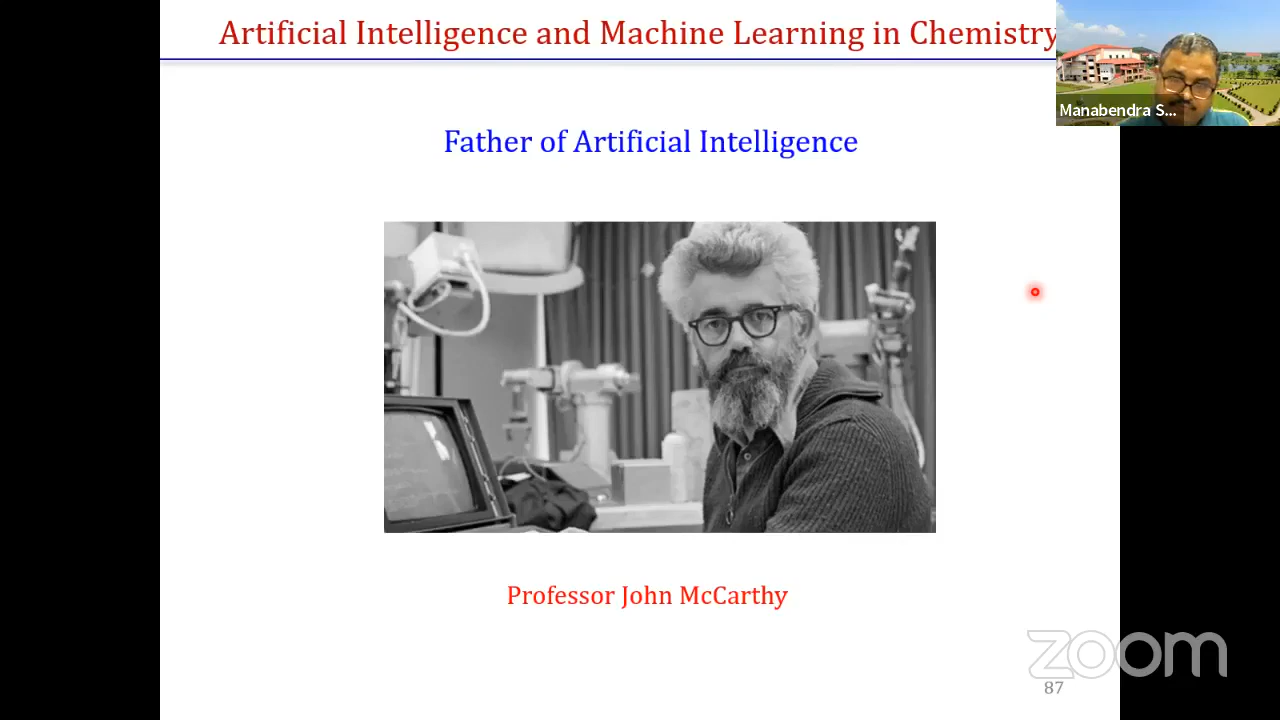 Artificial Intelligence and Machine Learning in Chemistry
Manabendra S...
Father of Artificial Intelligence
Professor John McCarthy
zoom
87